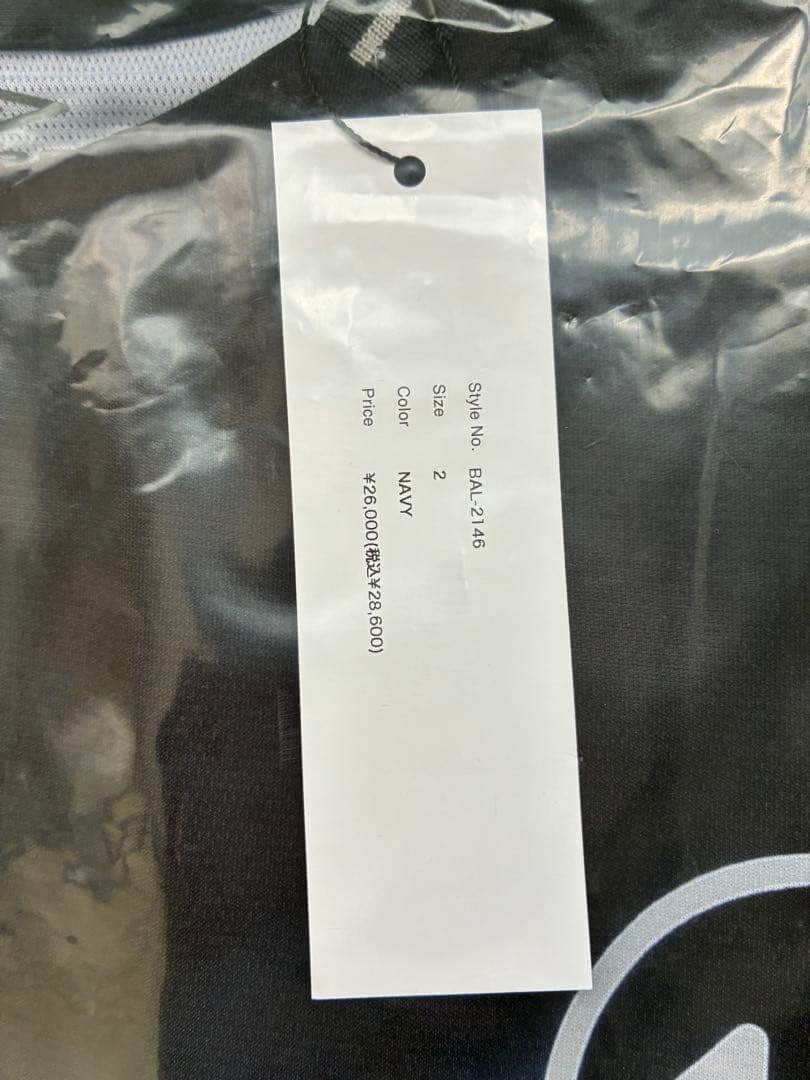 Style No. BAL-2146
Size 2
Color NAVY
Price ¥26,000(税込¥28,600)